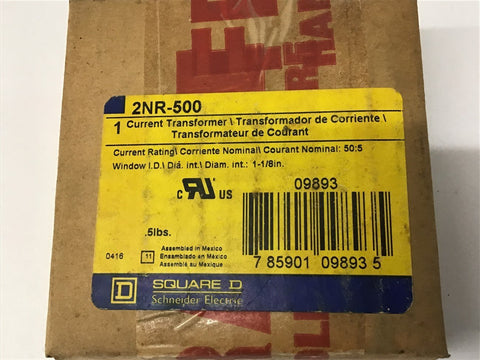 2NR-500
1 Current Transformer \ Transformador de Corriente \
Transformateur de Courant
Current Rating\ Corriente Nominal\ Courant Nominal: 50:5
Window I.D.\ Diá. int.\ Diam. int.: 1-1/8in.
C UR US
09893
.5lbs.
0416
11
Assembled in Mexico
Ensamblado en México
Assemblé au Mexique
7 85901 09893 5
D SQUARE D
Schneider Electric